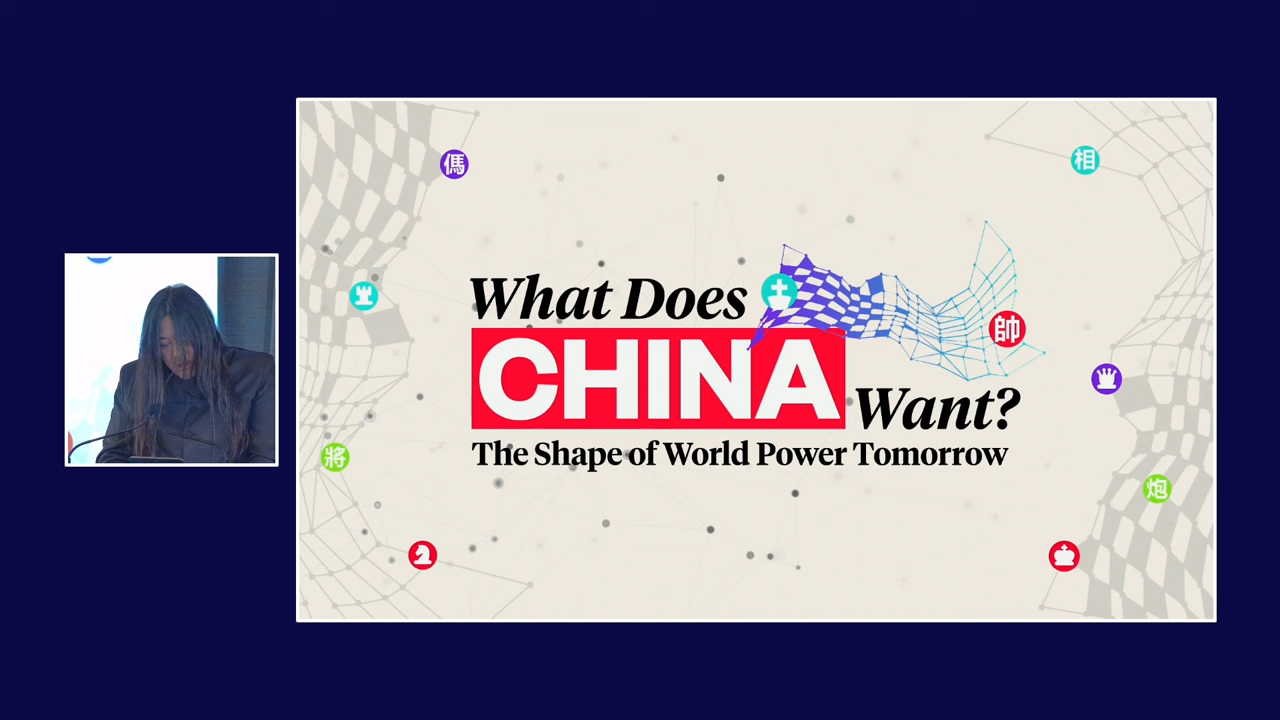 傌
相
What Does
帥
CHINA
Want?
The Shape of World Power Tomorrow
將
炮